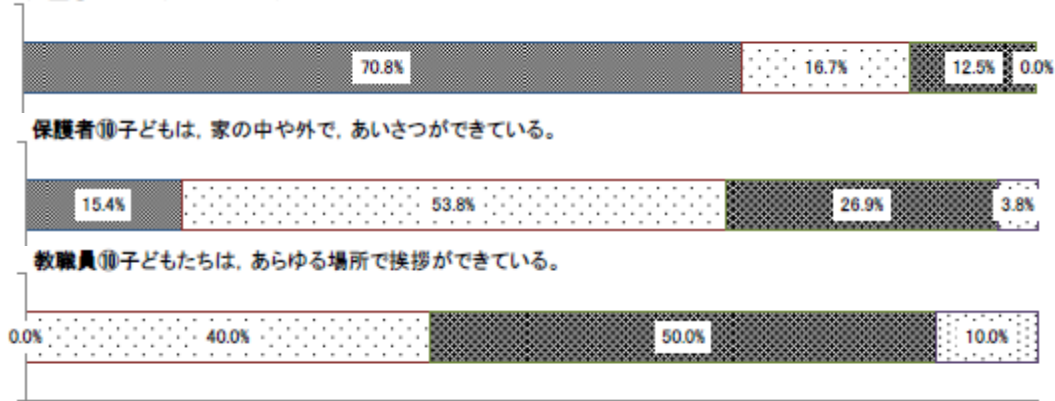 70.8% 16.7% 12.5% 0.0%
保護者⑩子どもは，家の中や外で，あいさつができている。
15.4% 53.8% 26.9% 3.8%
教職員⑩子どもたちは，あらゆる場所で挨拶ができている。
0.0% 40.0% 50.0% 10.0%